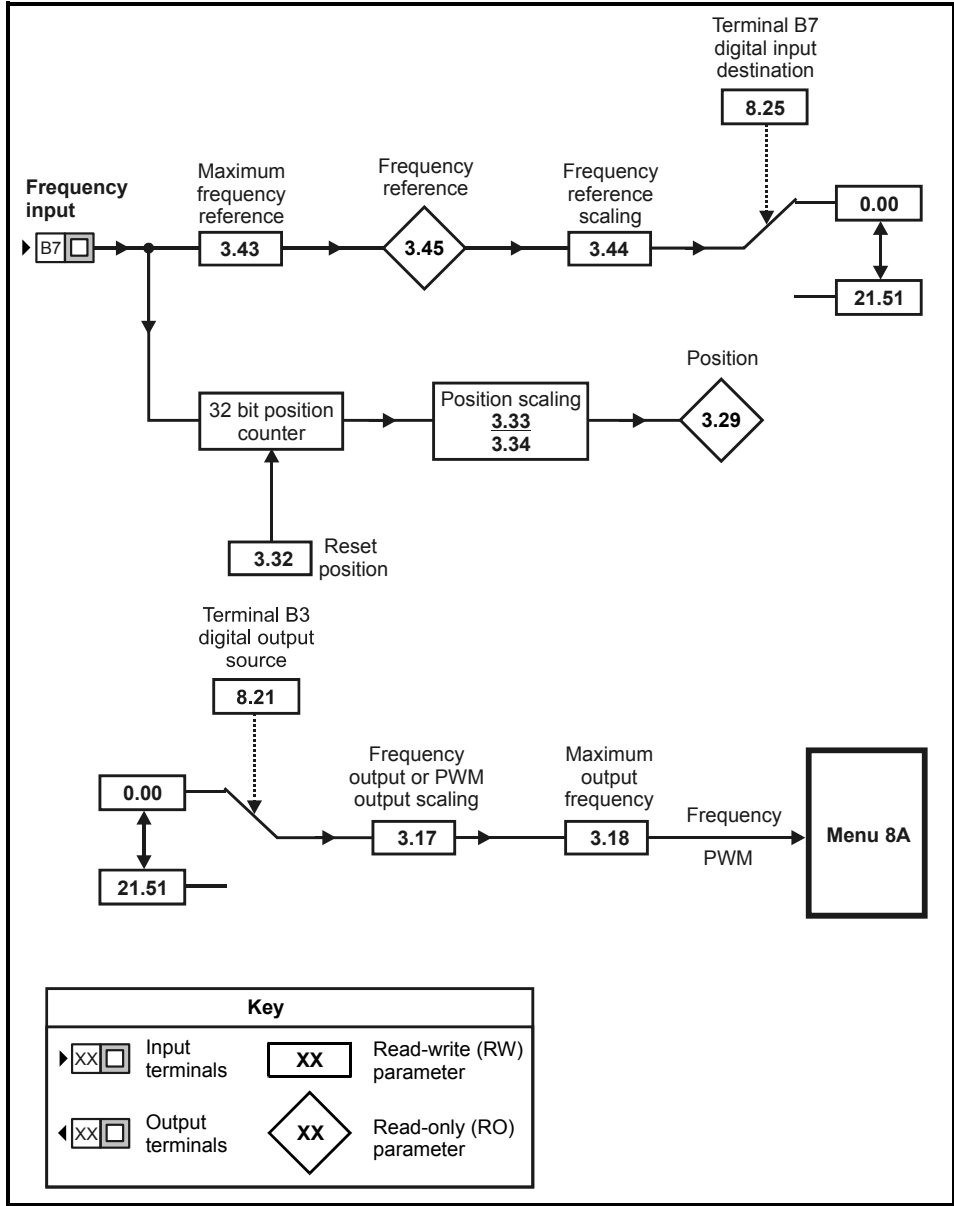 Terminal B7
digital input
destination
8.25
Frequency
input
B7
Maximum
frequency
reference
3.43
Frequency
reference
3.45
Frequency
reference
scaling
3.44
0.00
21.51
32 bit position
counter
Position scaling
3.33
3.34
Position
3.29
3.32
Reset
position
Terminal B3
digital output
source
8.21
0.00
21.51
Frequency
output or PWM
output scaling
3.17
Maximum
output
frequency
3.18
Frequency
PWM
Menu 8A
Key
XX
Input
terminals
XX
Read-write (RW)
parameter
XX
Output
terminals
XX
Read-only (RO)
parameter